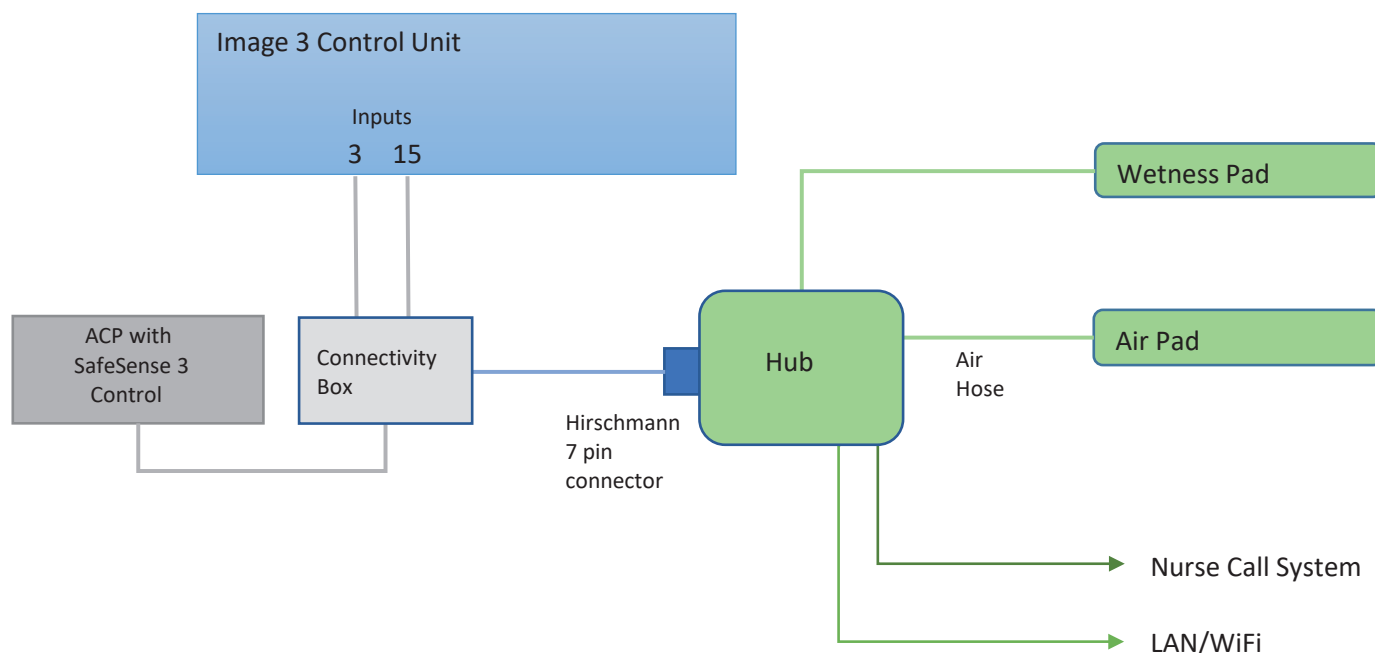 Image 3 Control Unit
Inputs
3 15
Wetness Pad
ACP with
SafeSense 3
Control
Connectivity
Box
Hub
Air Pad
Air
Hose
Hirschmann
7 pin
connector
Nurse Call System
LAN/WiFi